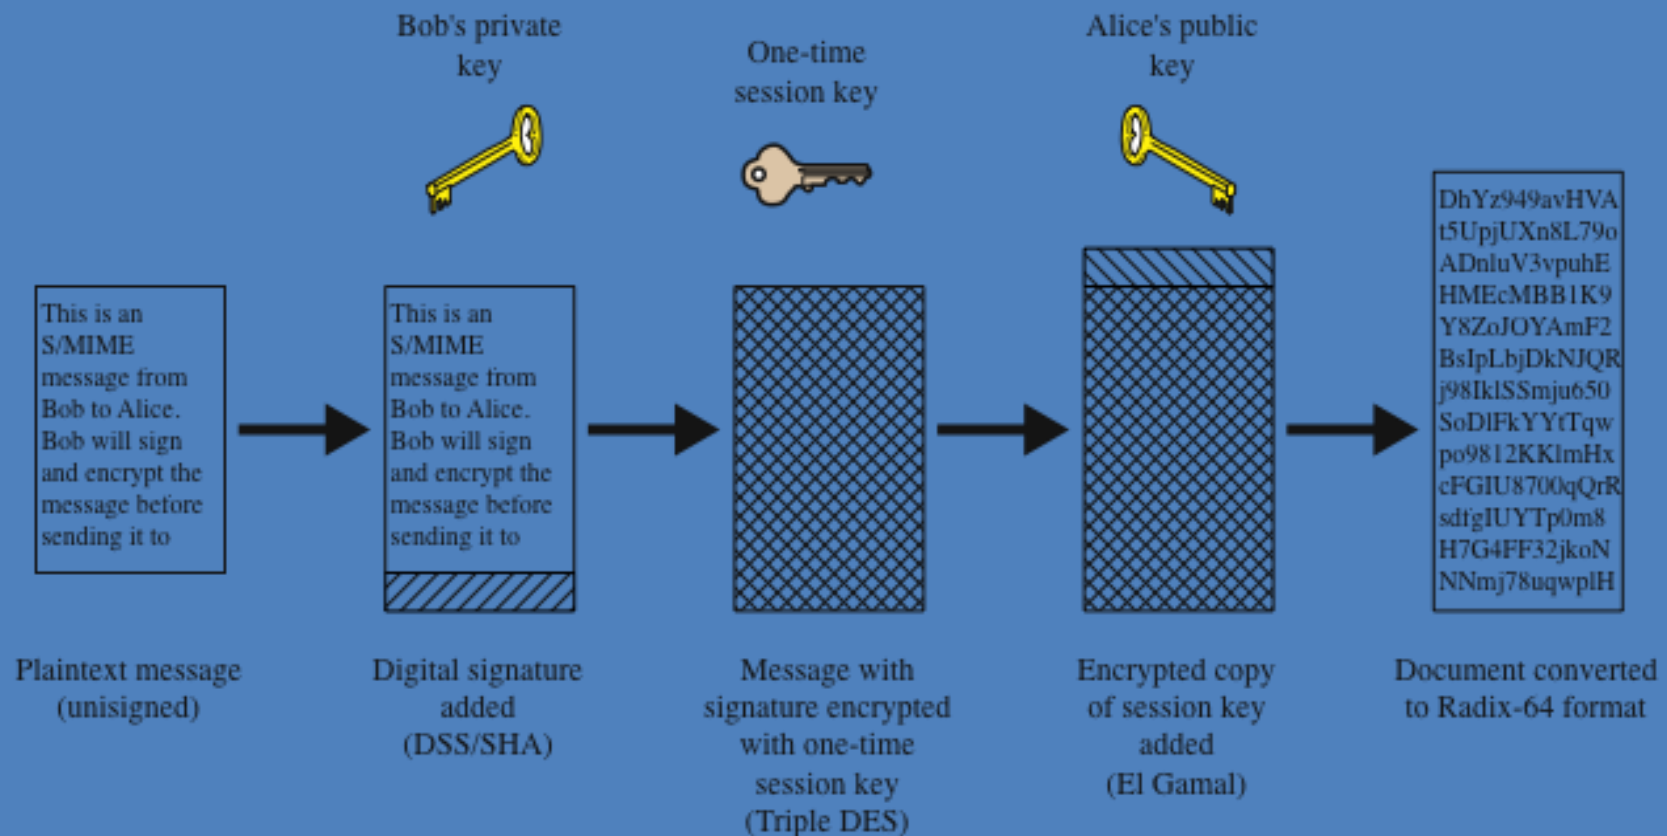 Bob's private
key
One-time
session key
Alice's public
key
This is an
S/MIME
message from
Bob to Alice.
Bob will sign
and encrypt the
message before
sending it to
This is an
S/MIME
message from
Bob to Alice.
Bob will sign
and encrypt the
message before
sending it to
DhYz949avHVA
t5UpjUXn8L79o
ADnluV3vpuhE
HMEcMBB1K9
Y8ZoJOYAmF2
BsIpLbjDkNJQR
j98IklSSmju650
SoDlFkYYtTqw
po9812KKlmHx
cFGIU8700qQrR
sdfgIUYTp0m8
H7G4FF32jkoN
NNmj78uqwplH
Plaintext message
(unisigned)
Digital signature
added
(DSS/SHA)
Message with
signature encrypted
with one-time
session key
(Triple DES)
Encrypted copy
of session key
added
(El Gamal)
Document converted
to Radix-64 format